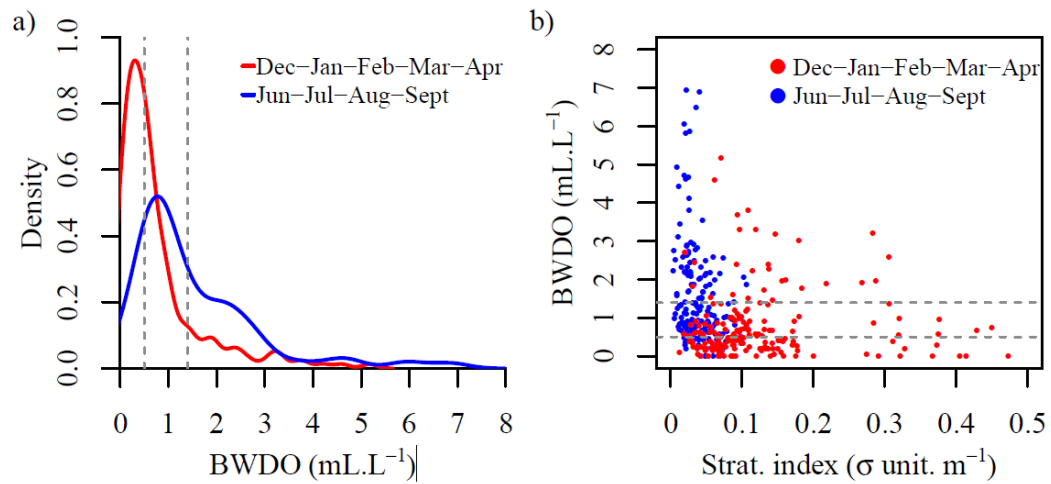 a)
1.0
0.8
0.6
0.4
0.2
0.0
Density
Dec−Jan−Feb−Mar−Apr
Jun−Jul−Aug−Sept
0 1 2 3 4 5 6 7 8
BWDO (mL.L⁻¹)
b)
8
7
6
5
4
3
2
1
0
BWDO (mL.L⁻¹)
Dec−Jan−Feb−Mar−Apr
Jun−Jul−Aug−Sept
0 0.1 0.2 0.3 0.4 0.5
Strat. index (σ unit. m⁻¹)